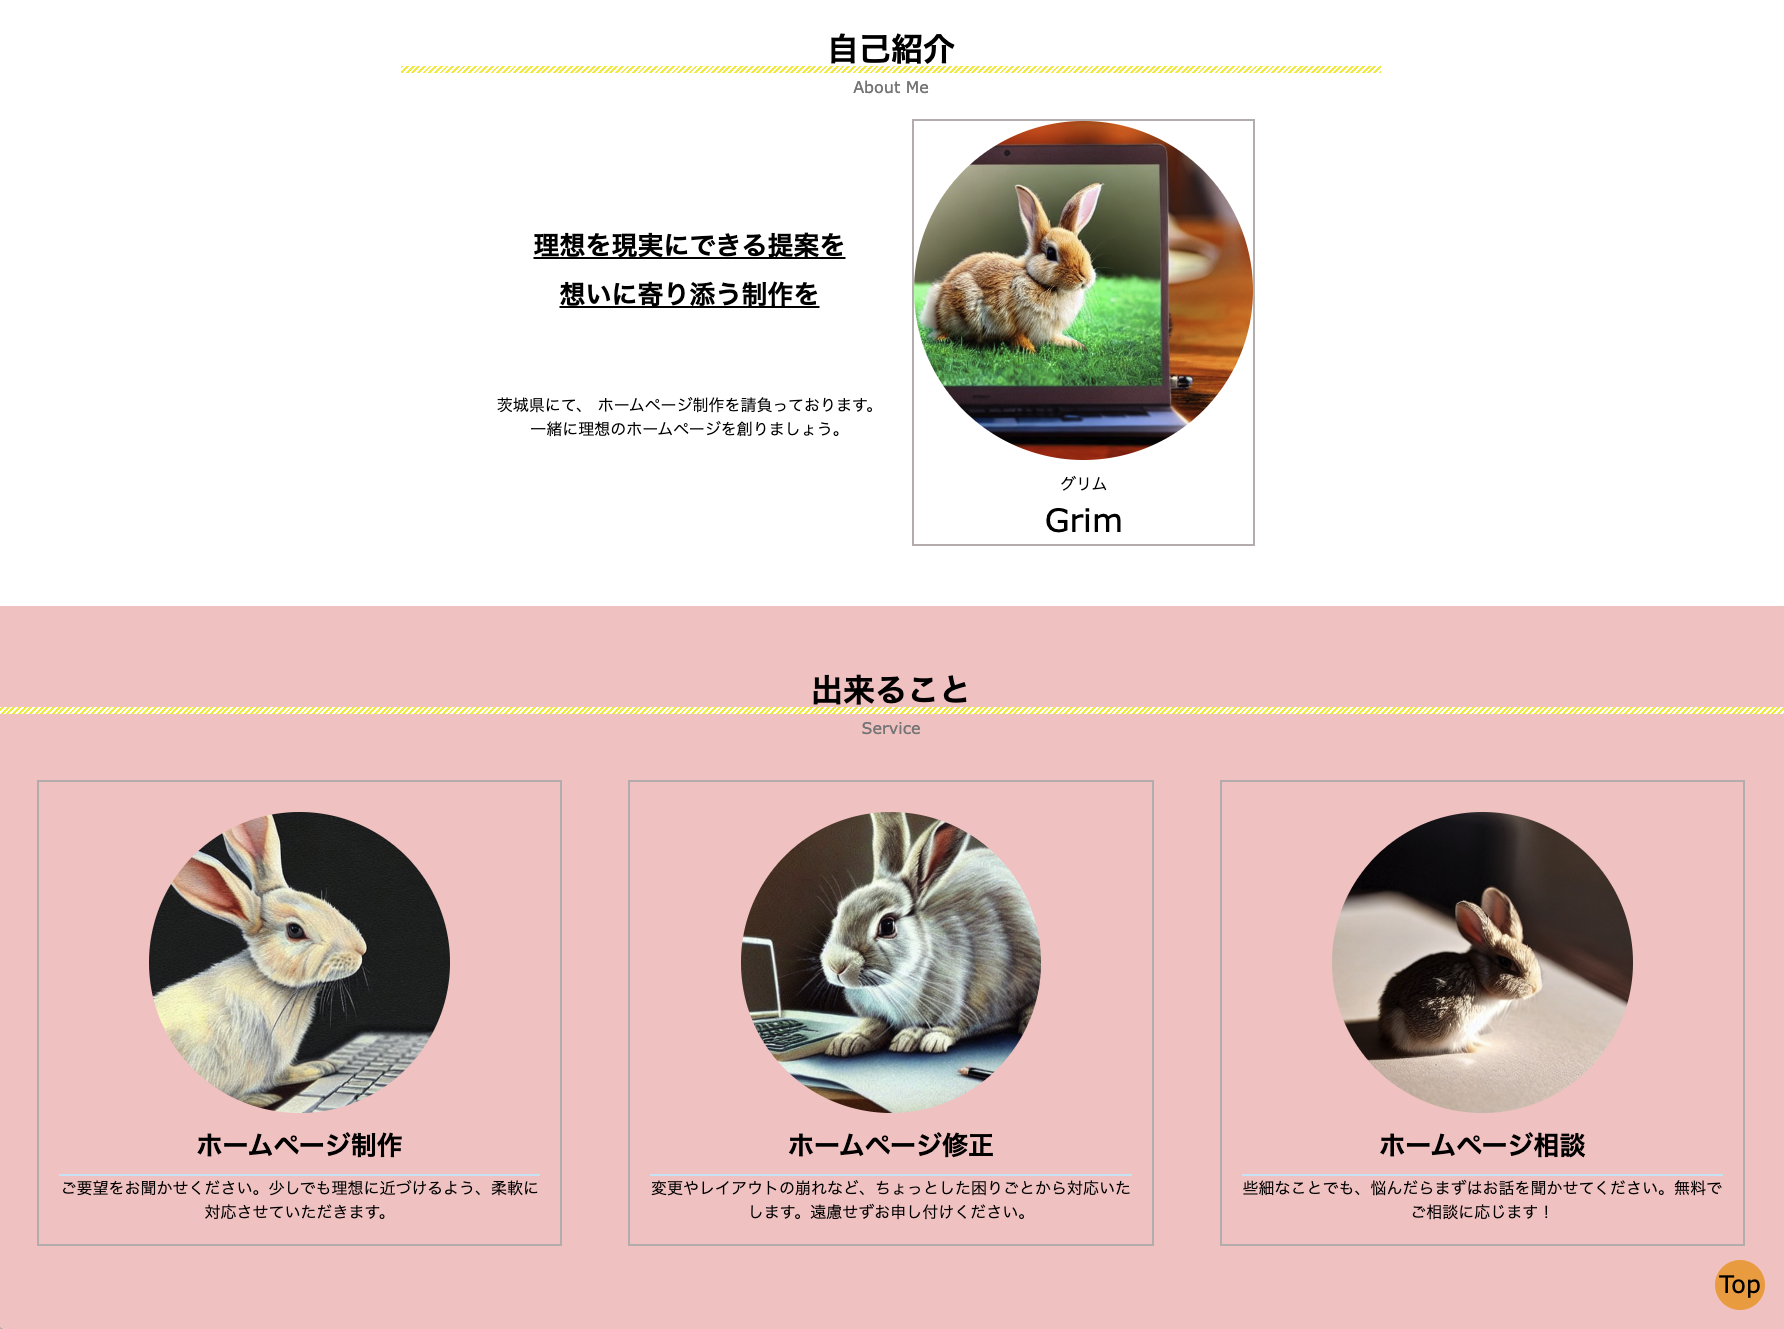 自己紹介
About Me
理想を現実にできる提案を
想いに寄り添う制作を
茨城県にて、 ホームページ制作を請負っております。
一緒に理想のホームページを創りましょう。
グリム
Grim
出来ること
Service
ホームページ制作
ご要望をお聞かせください。少しでも理想に近づけるよう、柔軟に
対応させていただきます。
ホームページ修正
変更やレイアウトの崩れなど、ちょっとした困りごとから対応いた
します。遠慮せずお申し付けください。
ホームページ相談
些細なことでも、悩んだらまずはお話を聞かせてください。無料で
ご相談に応じます！
Top